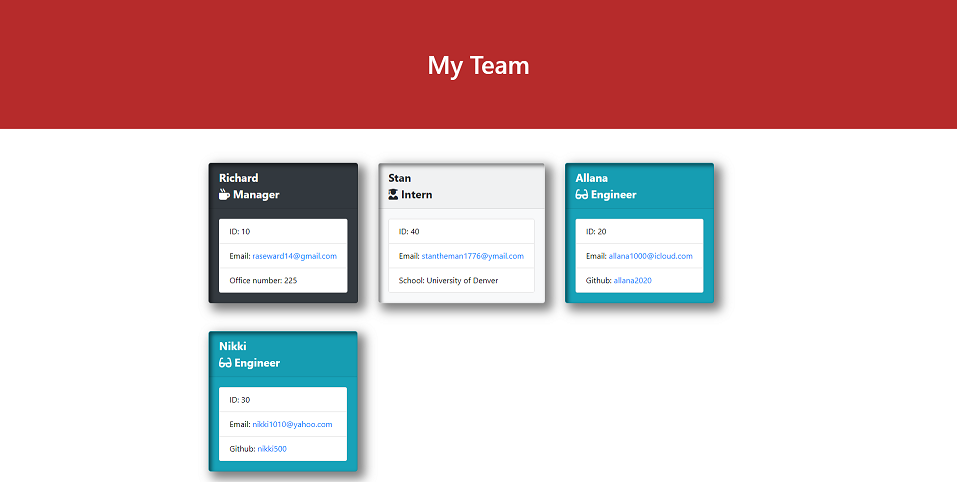 My Team
Richard
Manager
ID: 10
Email: raseward14@gmail.com
Office number: 225
Stan
Intern
ID: 40
Email: stantheman1776@ymail.com
School: University of Denver
Allana
Engineer
ID: 20
Email: allana1000@icloud.com
Github: allana2020
Nikki
Engineer
ID: 30
Email: nikki1010@yahoo.com
Github: nikki500